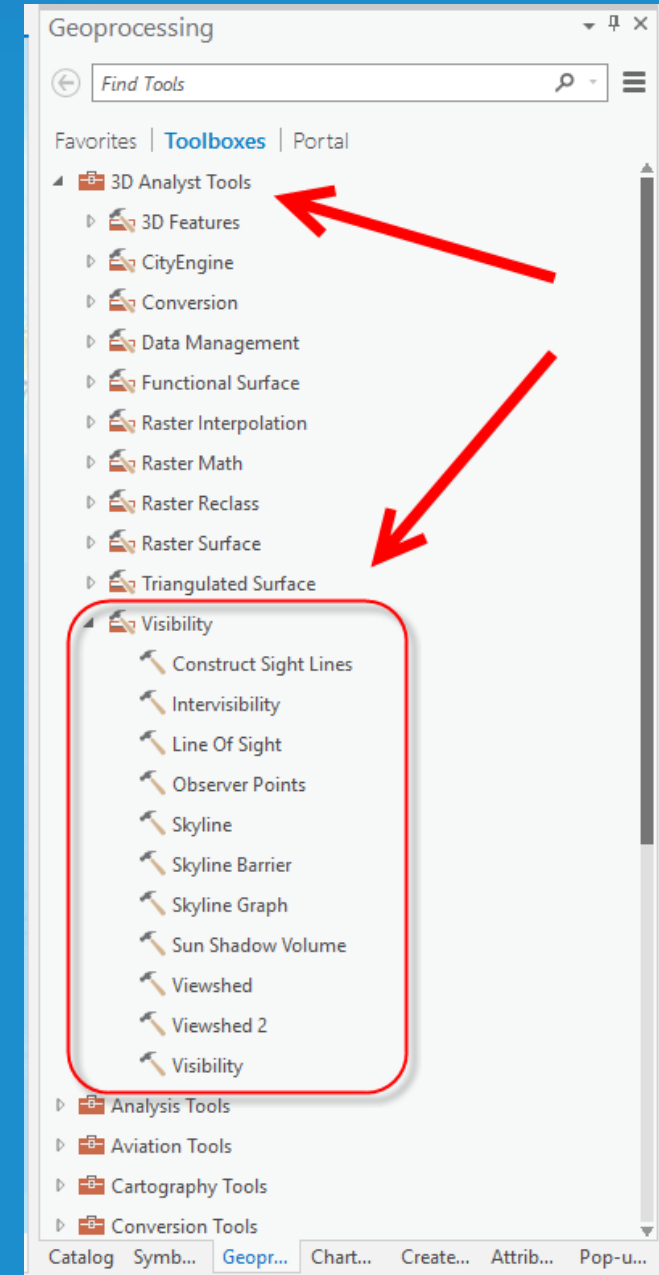 Geoprocessing
Find Tools
Favorites | Toolboxes | Portal
3D Analyst Tools
3D Features
CityEngine
Conversion
Data Management
Functional Surface
Raster Interpolation
Raster Math
Raster Reclass
Raster Surface
Triangulated Surface
Visibility
Construct Sight Lines
Intervisibility
Line Of Sight
Observer Points
Skyline
Skyline Barrier
Skyline Graph
Sun Shadow Volume
Viewshed
Viewshed 2
Visibility
Analysis Tools
Aviation Tools
Cartography Tools
Conversion Tools
Catalog Symb... Geopr... Chart... Create... Attrib... Pop-u...